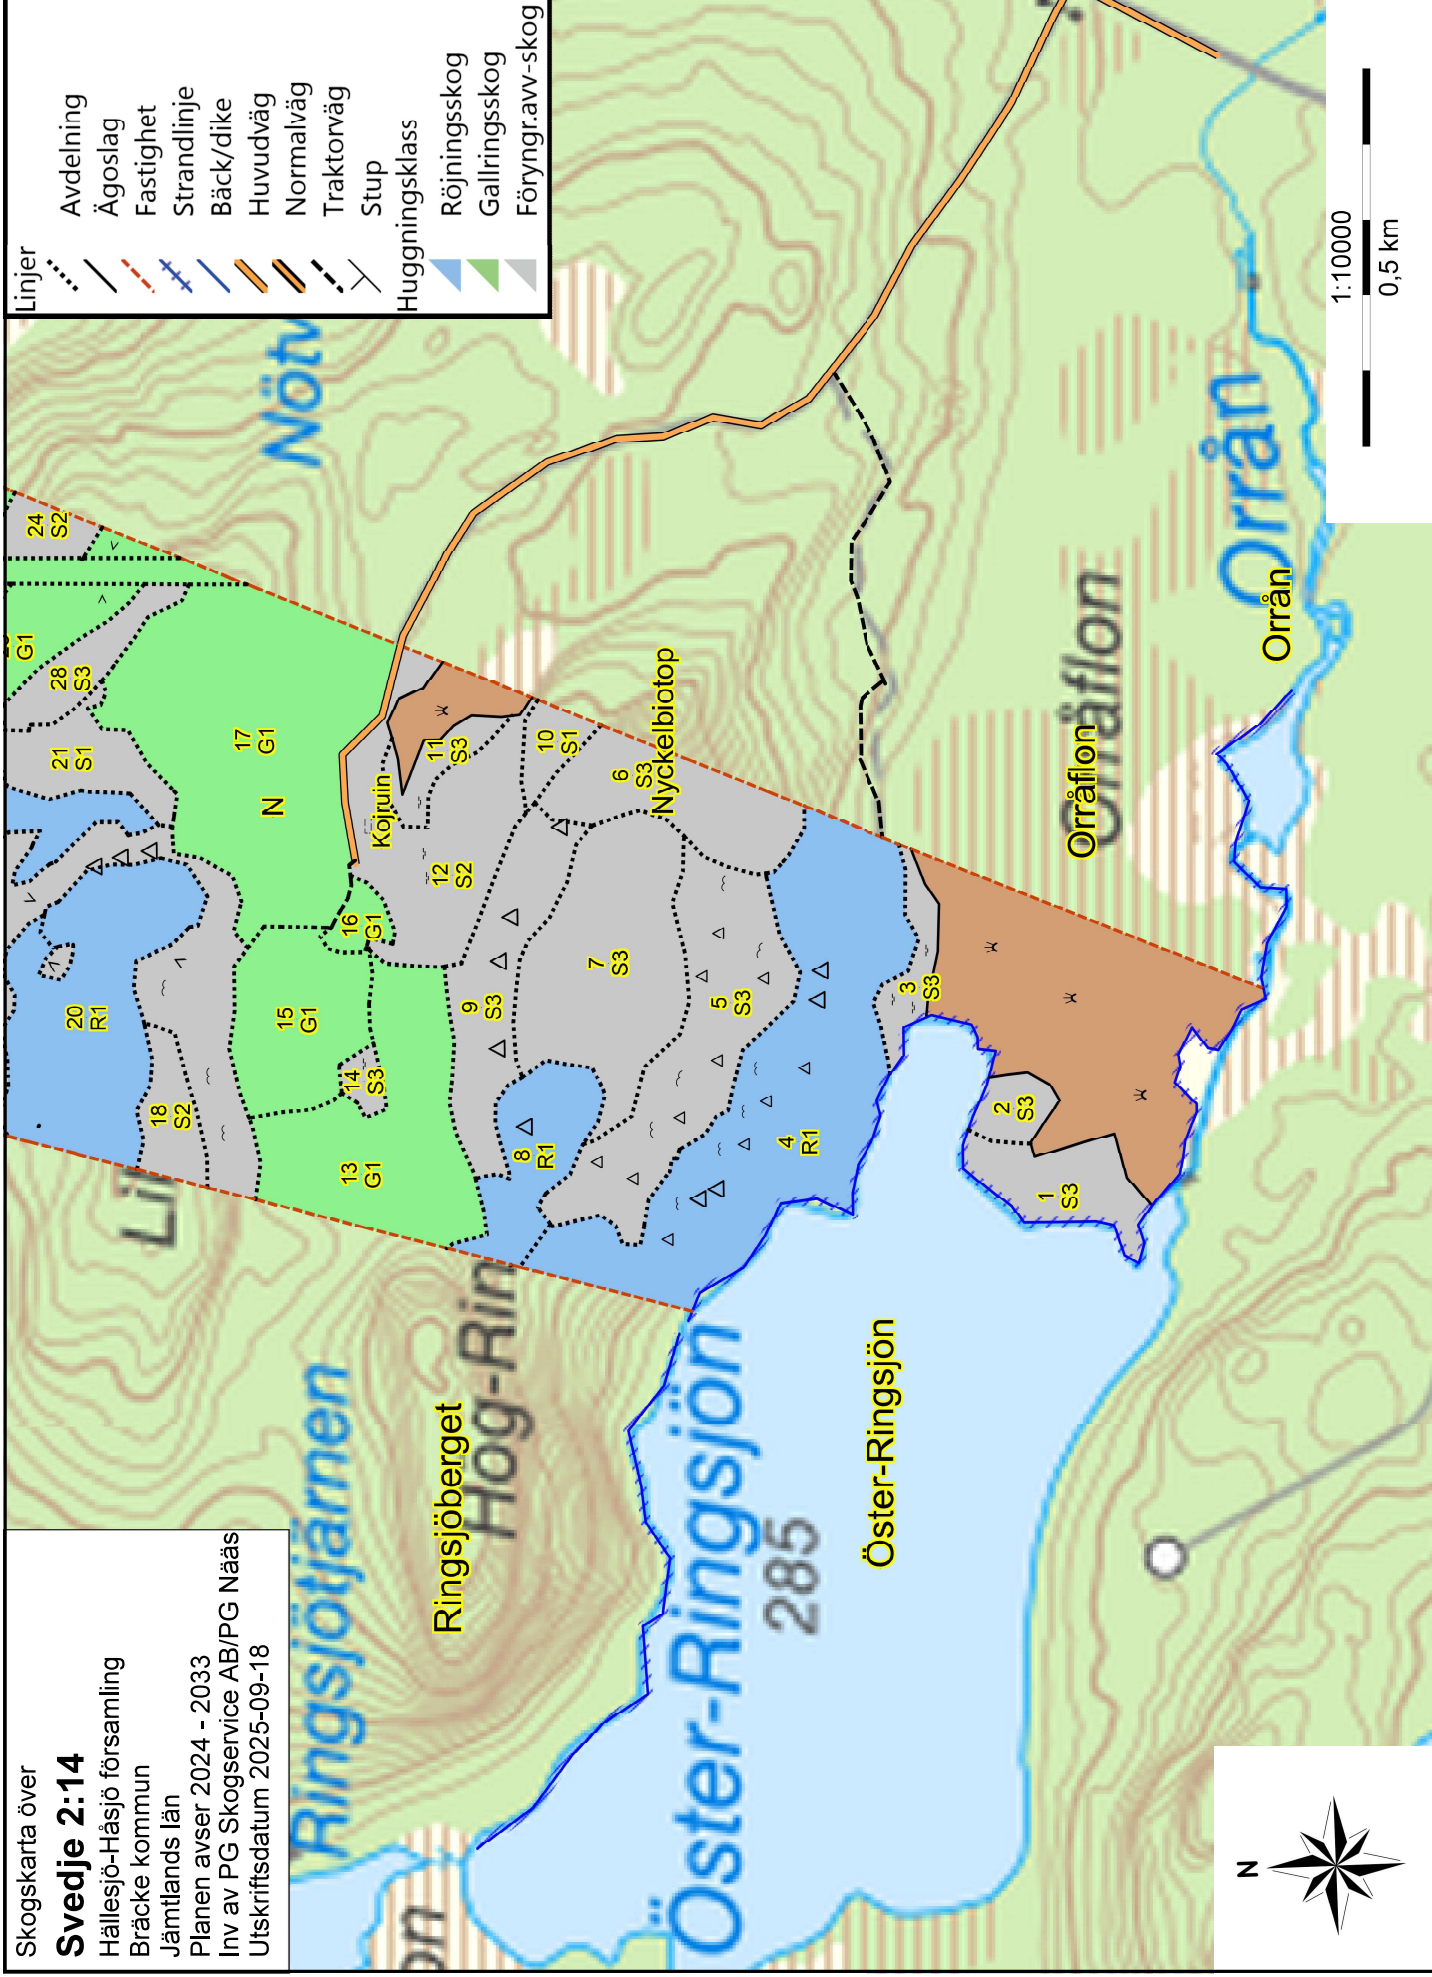 Skogskarta över
Svedje 2:14
Hällesjö-Håsjö församling
Bräcke kommun
Jämtlands län
Planen avser 2024 - 2033
Inv av PG Skogservice AB/PG Nääs
Utskriftsdatum 2025-09-18
Linjer
Avdelning
Ägoslag
Fastighet
Strandlinje
Bäck/dike
Huvudväg
Normalväg
Traktorväg
Stup
Huggningsklass
Röjningsskog
Gallringsskog
Föryngr.avv-skog
24
S2
G1
28
S3
21
S1
20
R1
18
S2
17
G1
N
15
G1
16
G1
14
S3
13
G1
Kojruin
11
S3
12
S2
10
S1
9
S3
8
R1
7
S3
6
S3
Nyckelbiotop
5
S3
4
R1
3
S3
2
S3
1
S3
Nötv
Lil
Ringsjötjärnen
Ringsjöberget
Hög-Rin
on
Öster-Ringsjön
285
Öster-Ringsjön
Orråflon
Orråflon
Orrån
Orrån
1:10000
0,5 km
N